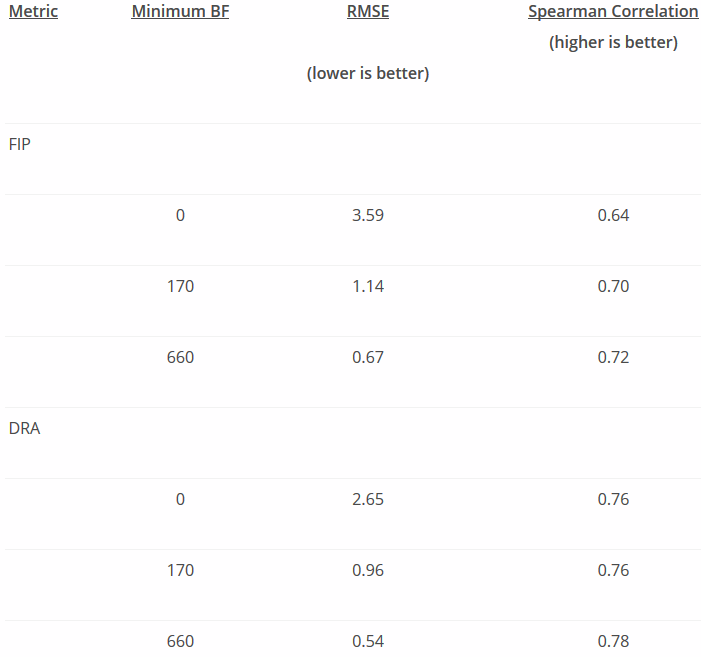 Metric Minimum BF RMSE Spearman Correlation
(higher is better)
(lower is better)
FIP
0 3.59 0.64
170 1.14 0.70
660 0.67 0.72
DRA
0 2.65 0.76
170 0.96 0.76
660 0.54 0.78